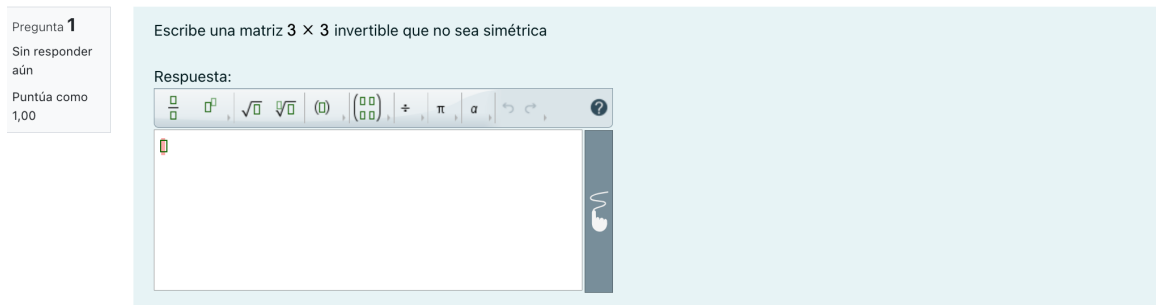 Pregunta 1
Sin responder
aún
Puntúa como
1,00
Escribe una matriz 3 × 3 invertible que no sea simétrica
Respuesta:
÷ π α ?